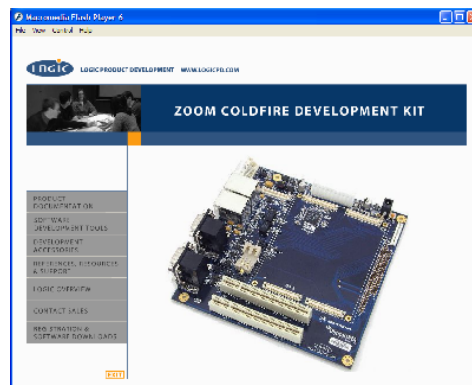 Macromedia Flash Player 6
File View Control Help
LOGIC
LOGIC PRODUCT DEVELOPMENT WWW.LOGICPD.COM
ZOOM COLDFIRE DEVELOPMENT KIT
PRODUCT
DOCUMENTATION
SOFTWARE
DEVELOPMENT TOOLS
DEVELOPMENT
ACCESSORIES
REFERENCES, RESOURCES
& SUPPORT
LOGIC OVERVIEW
CONTACT SALES
REGISTRATION &
SOFTWARE DOWNLOADS
EXIT